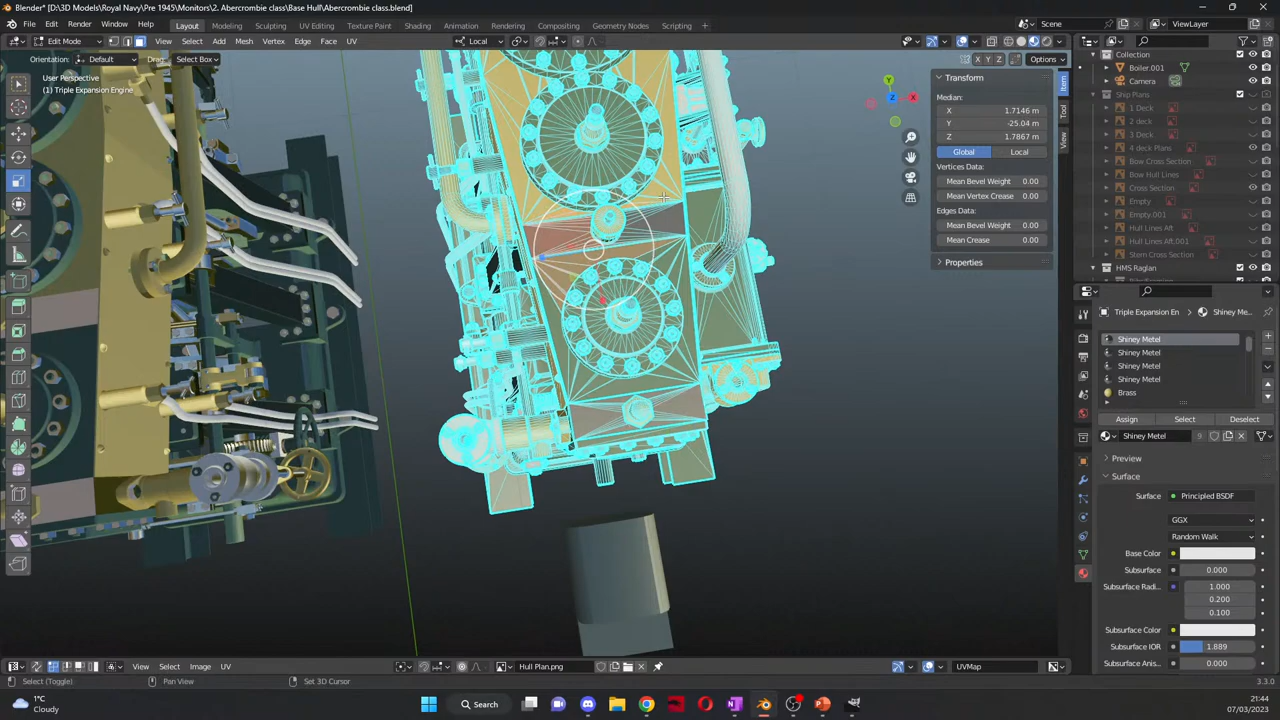 Blender* [D:\3D Models\Royal Navy\Pre 1945\Monitors\2. Abercrombie class\Base Hull\Abercrombie class.blend]
File Edit Render Window Help Layout Modeling Sculpting UV Editing Texture Paint Shading Animation Rendering Compositing Geometry Nodes Scripting + Scene ViewLayer
Edit Mode View Select Add Mesh Vertex Edge Face UV Local
Orientation: Default Drag: Select Box X Y Z Options
User Perspective
(1) Triple Expansion Engine
Transform
Median:
X 1.7146 m
Y -25.04 m
Z 1.7867 m
Global Local
Vertices Data:
Mean Bevel Weight 0.00
Mean Vertex Crease 0.00
Edges Data:
Mean Bevel Weight 0.00
Mean Crease 0.00
Properties
Item
Tool
View
Y
X
Z
Collection
Boiler.001
Camera
Ship Plans
1 Deck
2 deck
3 Deck
4 deck Plans
Bow Cross Section
Bow Hull Lines
Cross Section
Empty
Empty.001
Hull Lines Aft
Hull Lines Aft.001
Stern Cross Section
HMS Raglan
Triple Expansion En Shiney Metel
Shiney Metel
Shiney Metel
Shiney Metel
Shiney Metel
Brass
Assign Select Deselect
Shiney Metel 9
Preview
Surface
Surface Principled BSDF
GGX
Random Walk
Base Color
Subsurface 0.000
Subsurface Radi.. 1.000
0.200
0.100
Subsurface Color
Subsurface IOR 1.889
Subsurface Anis.. 0.000
View Select Image UV Hull Plan.png UVMap
Select (Toggle) Pan View Set 3D Cursor 3.3.0
1°C
Cloudy
Search
21:44
07/03/2023